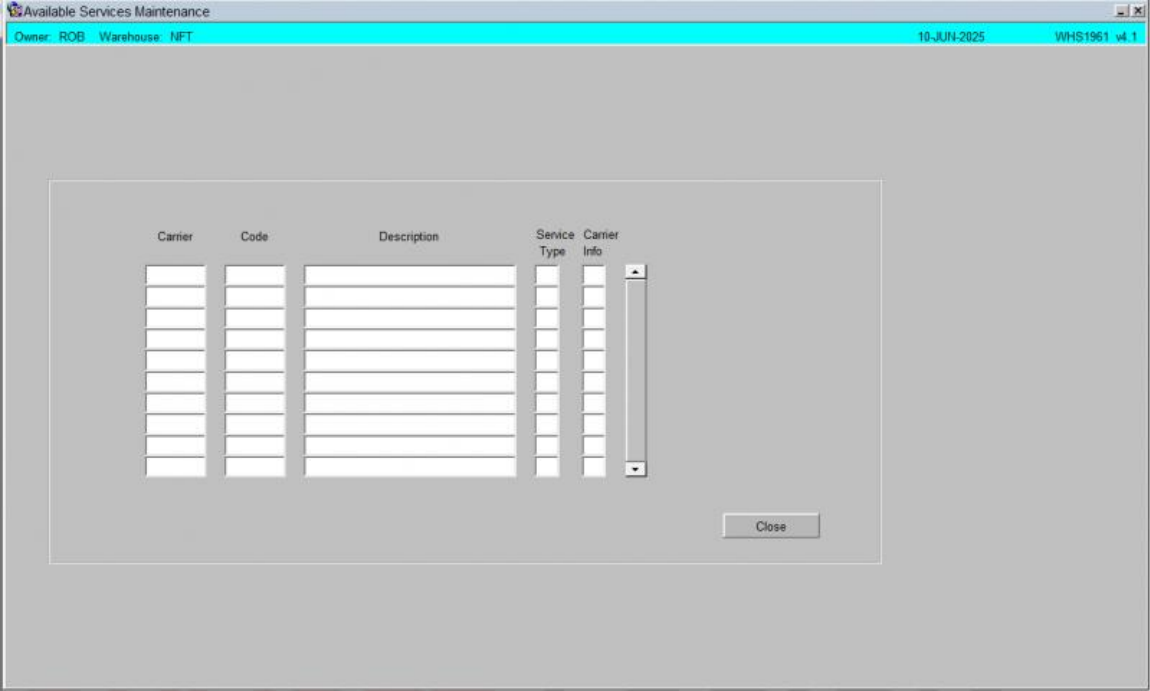 Available Services Maintenance
Owner: ROB Warehouse: NFT 10-JUN-2025 WHS1961 v4.1
Carrier Code Description Service Type Carrier Info
Close